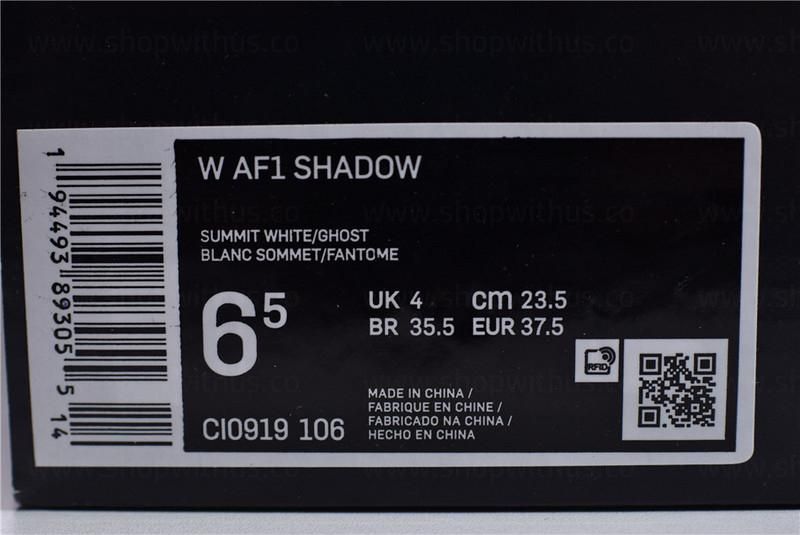 www.shopwithus.co
W AF1 SHADOW
SUMMIT WHITE/GHOST
BLANC SOMMET/FANTOME
6 5
UK 4 cm 23.5
BR 35.5 EUR 37.5
RFID
CI0919 106
MADE IN CHINA /
FABRIQUE EN CHINE /
FABRICADO NA CHINA /
HECHO EN CHINA
1 94493 89305 5 14